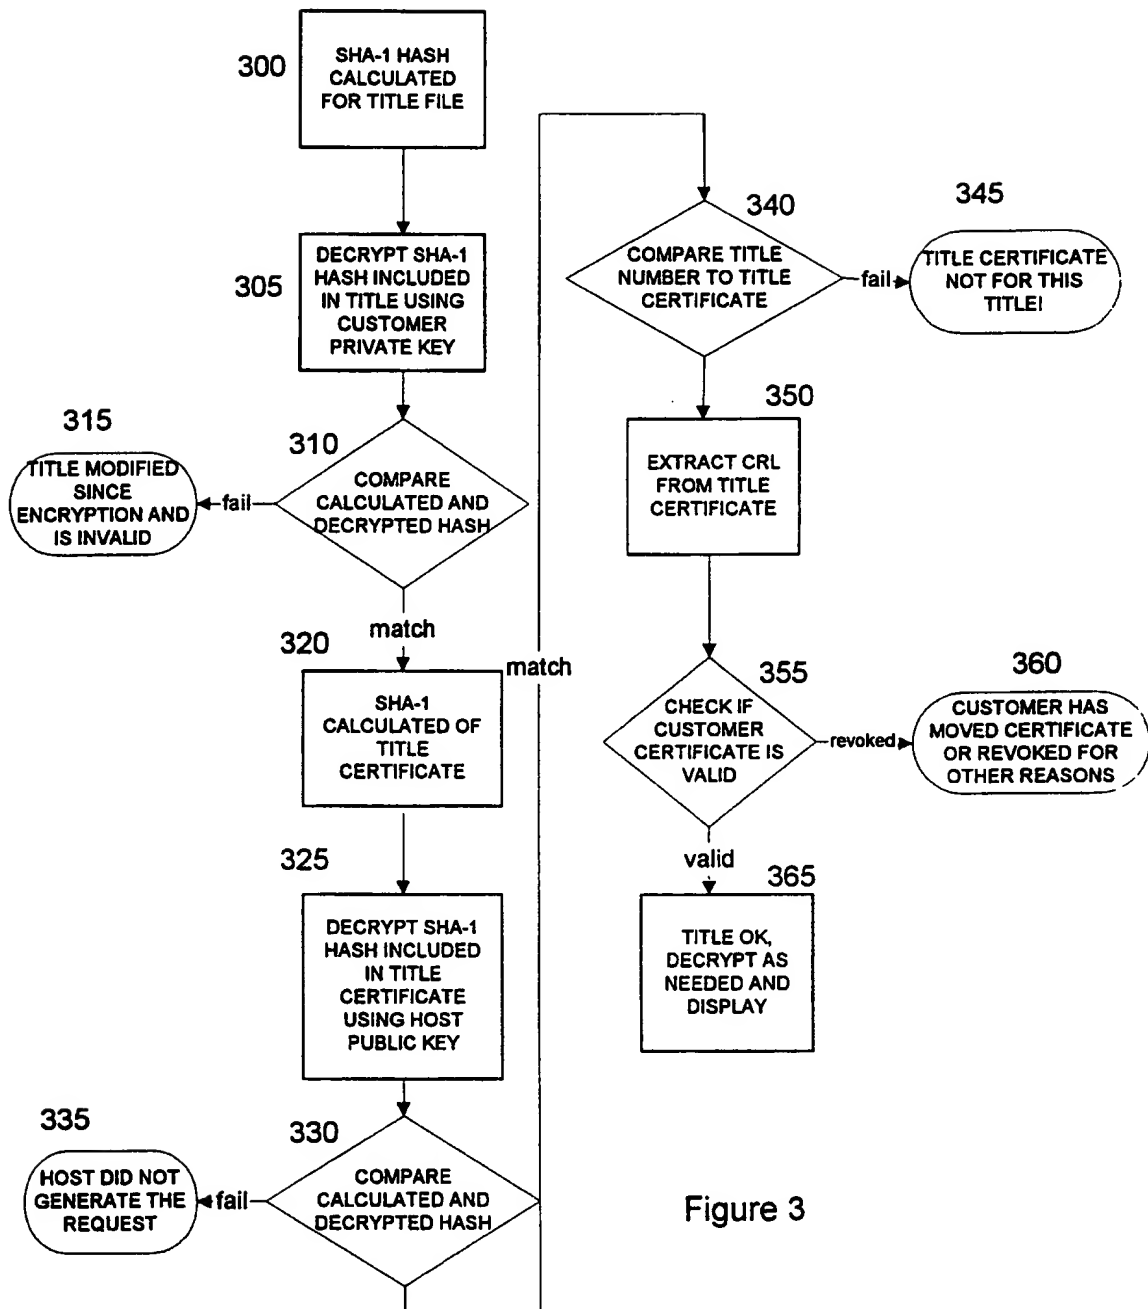 300
SHA-1 HASH
CALCULATED
FOR TITLE FILE
305
DECRYPT SHA-1
HASH INCLUDED
IN TITLE USING
CUSTOMER
PRIVATE KEY
310
COMPARE
CALCULATED AND
DECRYPTED HASH
fail
315
TITLE MODIFIED
SINCE
ENCRYPTION AND
IS INVALID
match
320
SHA-1
CALCULATED OF
TITLE
CERTIFICATE
325
DECRYPT SHA-1
HASH INCLUDED
IN TITLE
CERTIFICATE
USING HOST
PUBLIC KEY
330
COMPARE
CALCULATED AND
DECRYPTED HASH
fail
335
HOST DID NOT
GENERATE THE
REQUEST
match
340
COMPARE TITLE
NUMBER TO TITLE
CERTIFICATE
fail
345
TITLE CERTIFICATE
NOT FOR THIS
TITLE!
350
EXTRACT CRL
FROM TITLE
CERTIFICATE
355
CHECK IF
CUSTOMER
CERTIFICATE IS
VALID
revoked
360
CUSTOMER HAS
MOVED CERTIFICATE
OR REVOKED FOR
OTHER REASONS
valid
365
TITLE OK,
DECRYPT AS
NEEDED AND
DISPLAY
Figure 3